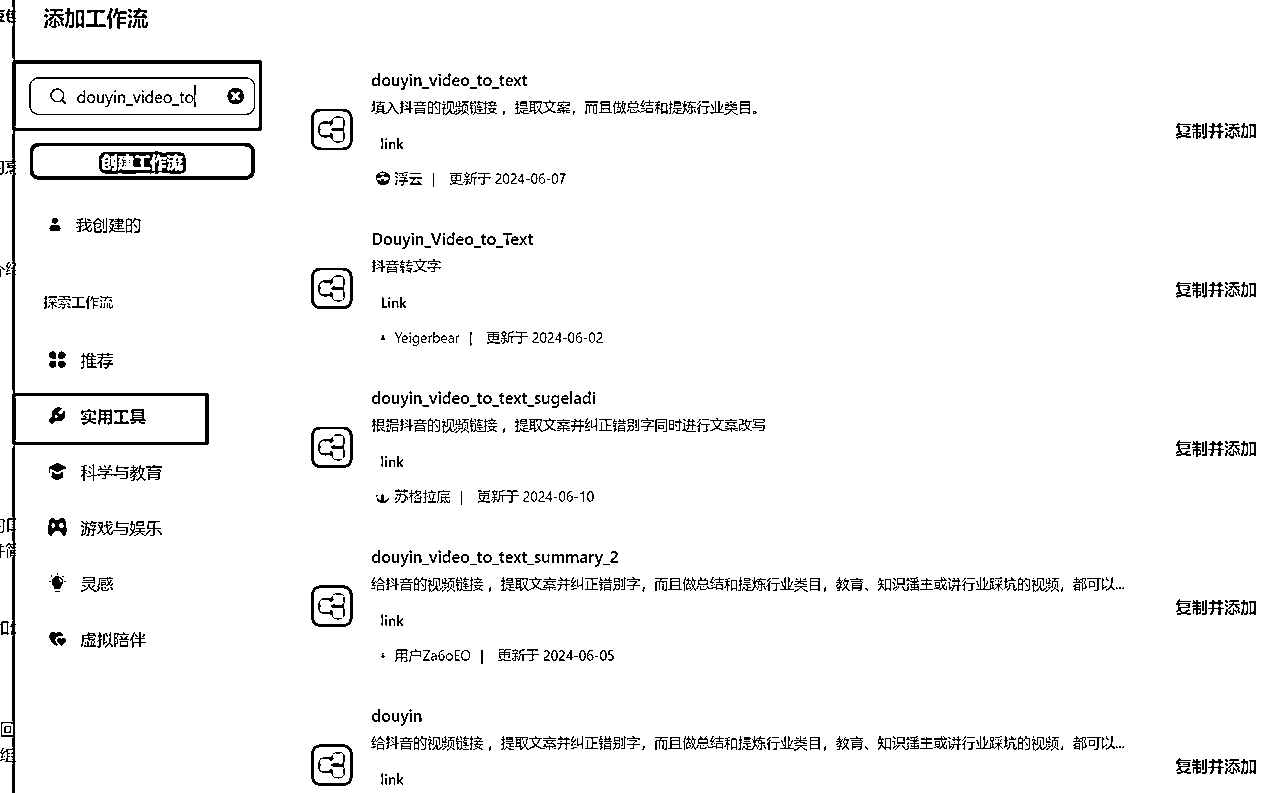 添加工作流
douyin_video_to
创建工作流
我创建的
探索工作流
推荐
实用工具
科学与教育
游戏与娱乐
灵感
虚拟陪伴
douyin_video_to_text
填入抖音的视频链接，提取文案，而且做总结和提炼行业类目。
link
浮云 | 更新于 2024-06-07
复制并添加
Douyin_Video_to_Text
抖音转文字
Link
Yeigerbear | 更新于 2024-06-02
复制并添加
douyin_video_to_text_sugeladi
根据抖音的视频链接，提取文案并纠正错别字同时进行文案改写
link
苏格拉底 | 更新于 2024-06-10
复制并添加
douyin_video_to_text_summary_2
给抖音的视频链接，提取文案并纠正错别字，而且做总结和提炼行业类目，教育、知识播主或讲行业踩坑的视频，都可以...
link
用户Za6oEO | 更新于 2024-06-05
复制并添加
douyin
给抖音的视频链接，提取文案并纠正错别字，而且做总结和提炼行业类目，教育、知识播主或讲行业踩坑的视频，都可以...
link
复制并添加